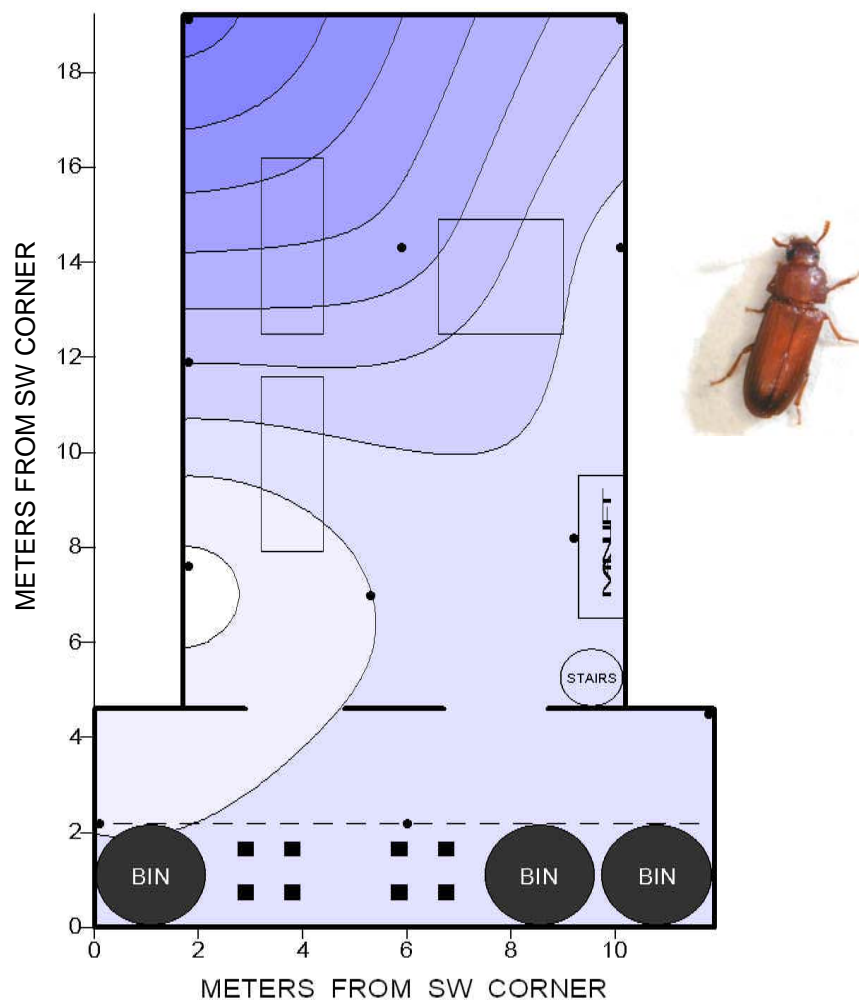 METERS FROM SW CORNER
18
16
14
12
10
8
6
4
2
0
MANLIFT
STAIRS
BIN
BIN
BIN
0 2 4 6 8 10
METERS FROM SW CORNER